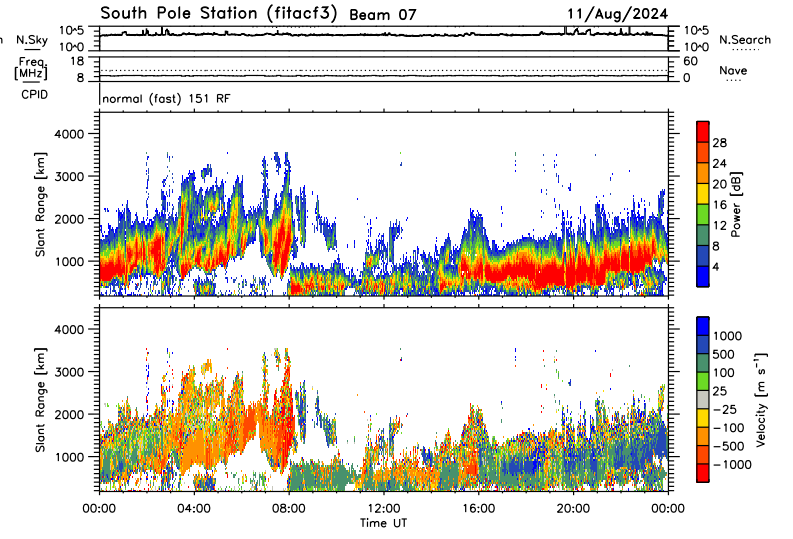 South Pole Station (fitacf3) Beam 07 11/Aug/2024
N.Sky 10^5 10^0 10^5 10^0 N.Search
Freq. [MHz] 18 8 60 0 Nave
CPID normal (fast) 151 RF
Slant Range [km]
4000
3000
2000
1000
28
24
20
16
12
8
4
Power [dB]
Slant Range [km]
4000
3000
2000
1000
1000
500
100
25
-25
-100
-500
-1000
Velocity [m s⁻¹]
00:00 04:00 08:00 12:00 16:00 20:00 00:00
Time UT